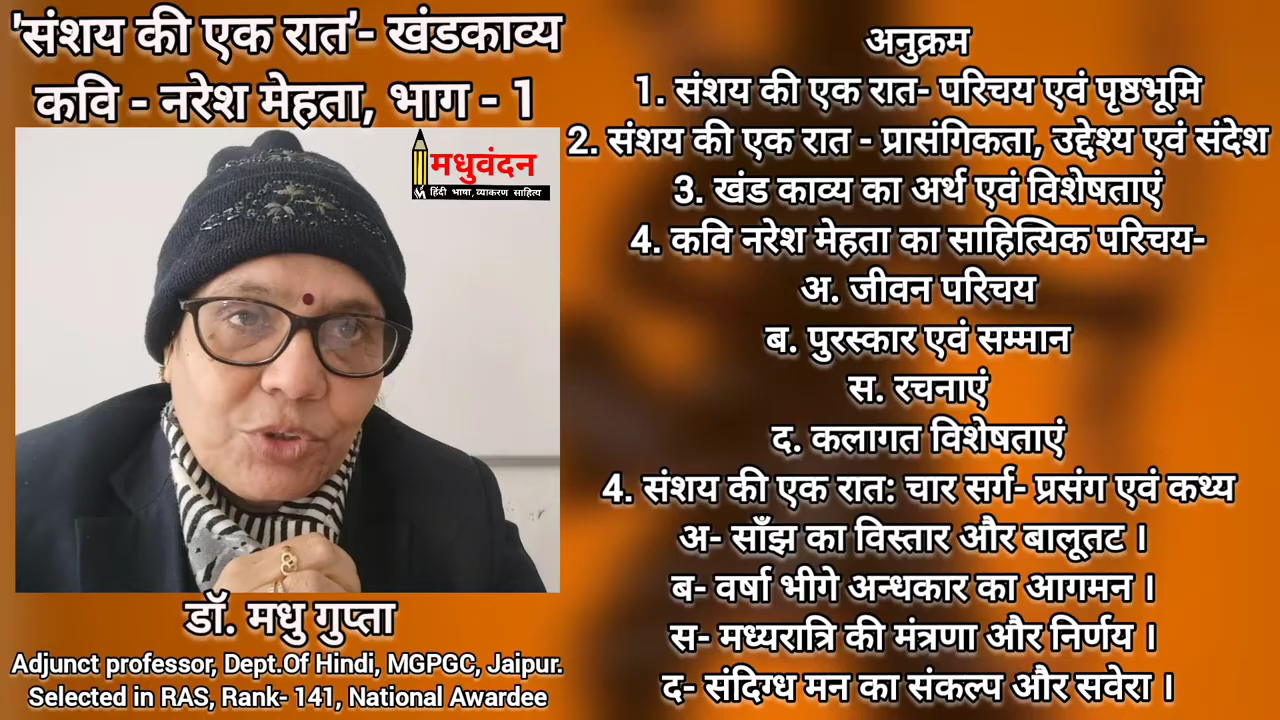 'संशय की एक रात'- खंडकाव्य
कवि - नरेश मेहता, भाग - 1
मधुवंदन
हिंदी भाषा, व्याकरण साहित्य
डॉ. मधु गुप्ता
Adjunct professor, Dept.Of Hindi, MGPGC, Jaipur.
Selected in RAS, Rank- 141, National Awardee
अनुक्रम
1. संशय की एक रात- परिचय एवं पृष्ठभूमि
2. संशय की एक रात - प्रासंगिकता, उद्देश्य एवं संदेश
3. खंड काव्य का अर्थ एवं विशेषताएं
4. कवि नरेश मेहता का साहित्यिक परिचय-
अ. जीवन परिचय
ब. पुरस्कार एवं सम्मान
स. रचनाएं
द. कलागत विशेषताएं
4. संशय की एक रात: चार सर्ग- प्रसंग एवं कथ्य
अ- साँझ का विस्तार और बालूतट ।
ब- वर्षा भीगे अन्धकार का आगमन ।
स- मध्यरात्रि की मंत्रणा और निर्णय ।
द- संदिग्ध मन का संकल्प और सवेरा ।